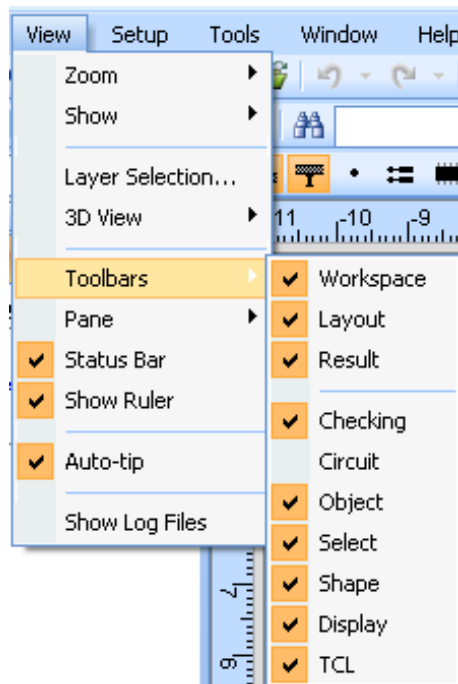 View Setup Tools Window Help
Zoom
Show
Layer Selection...
3D View
11 -10 -9
Toolbars
Workspace
Pane
Layout
Status Bar
Result
Show Ruler
Checking
Auto-tip
Circuit
Show Log Files
Object
Select
Shape
Display
TCL